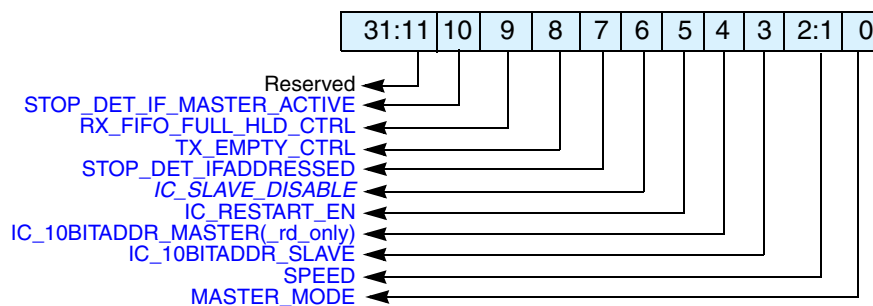 31:11 10 9 8 7 6 5 4 3 2:1 0
Reserved
STOP_DET_IF_MASTER_ACTIVE
RX_FIFO_FULL_HLD_CTRL
TX_EMPTY_CTRL
STOP_DET_IFADDRESSED
IC_SLAVE_DISABLE
IC_RESTART_EN
IC_10BITADDR_MASTER(_rd_only)
IC_10BITADDR_SLAVE
SPEED
MASTER_MODE